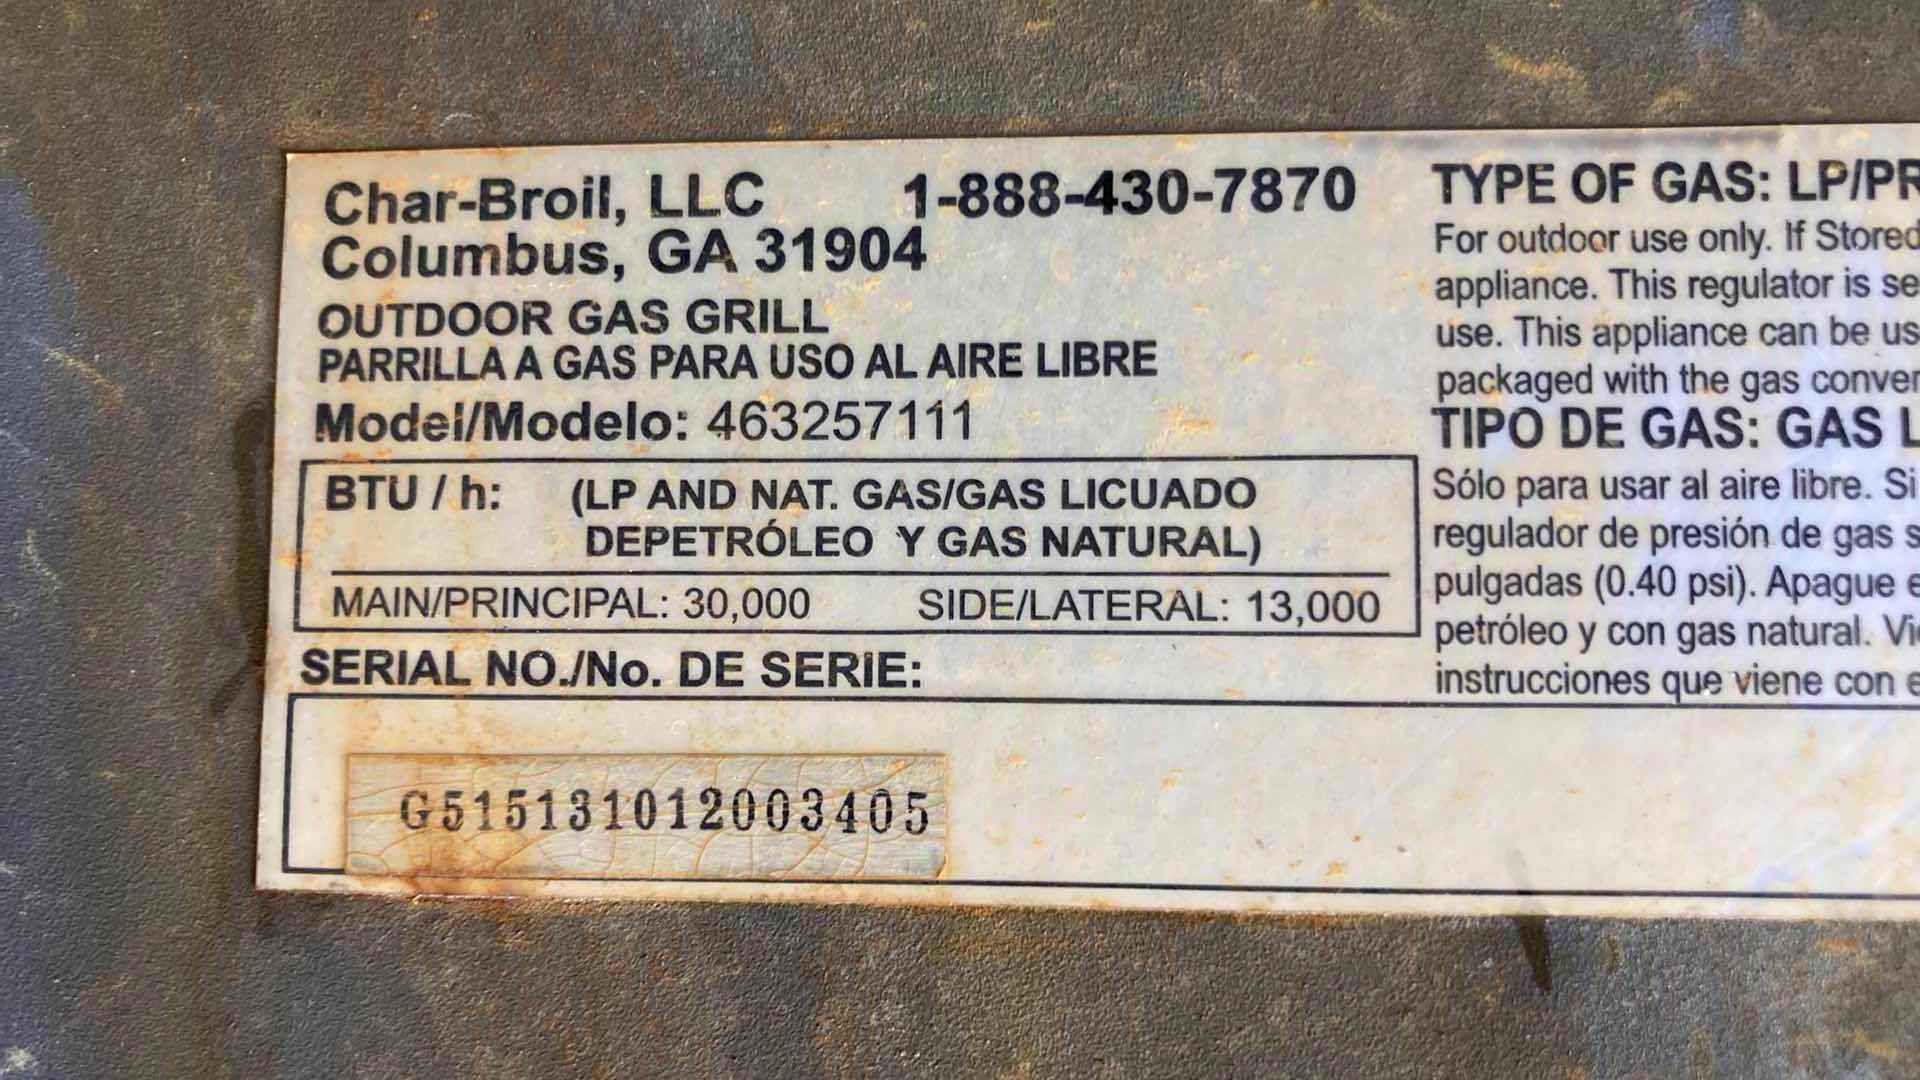 Char-Broil, LLC 1-888-430-7870
Columbus, GA 31904
OUTDOOR GAS GRILL
PARRILLA A GAS PARA USO AL AIRE LIBRE
Model/Modelo: 463257111
BTU / h: (LP AND NAT. GAS/GAS LICUADO
DEPETRÓLEO Y GAS NATURAL)
MAIN/PRINCIPAL: 30,000 SIDE/LATERAL: 13,000
SERIAL NO./No. DE SERIE:
G515131012003405
TYPE OF GAS: LP/PR
For outdoor use only. If Stored
appliance. This regulator is se
use. This appliance can be us
packaged with the gas conver
TIPO DE GAS: GAS L
Sólo para usar al aire libre. Si
regulador de presión de gas s
pulgadas (0.40 psi). Apague e
petróleo y con gas natural. Vi
instrucciones que viene con e